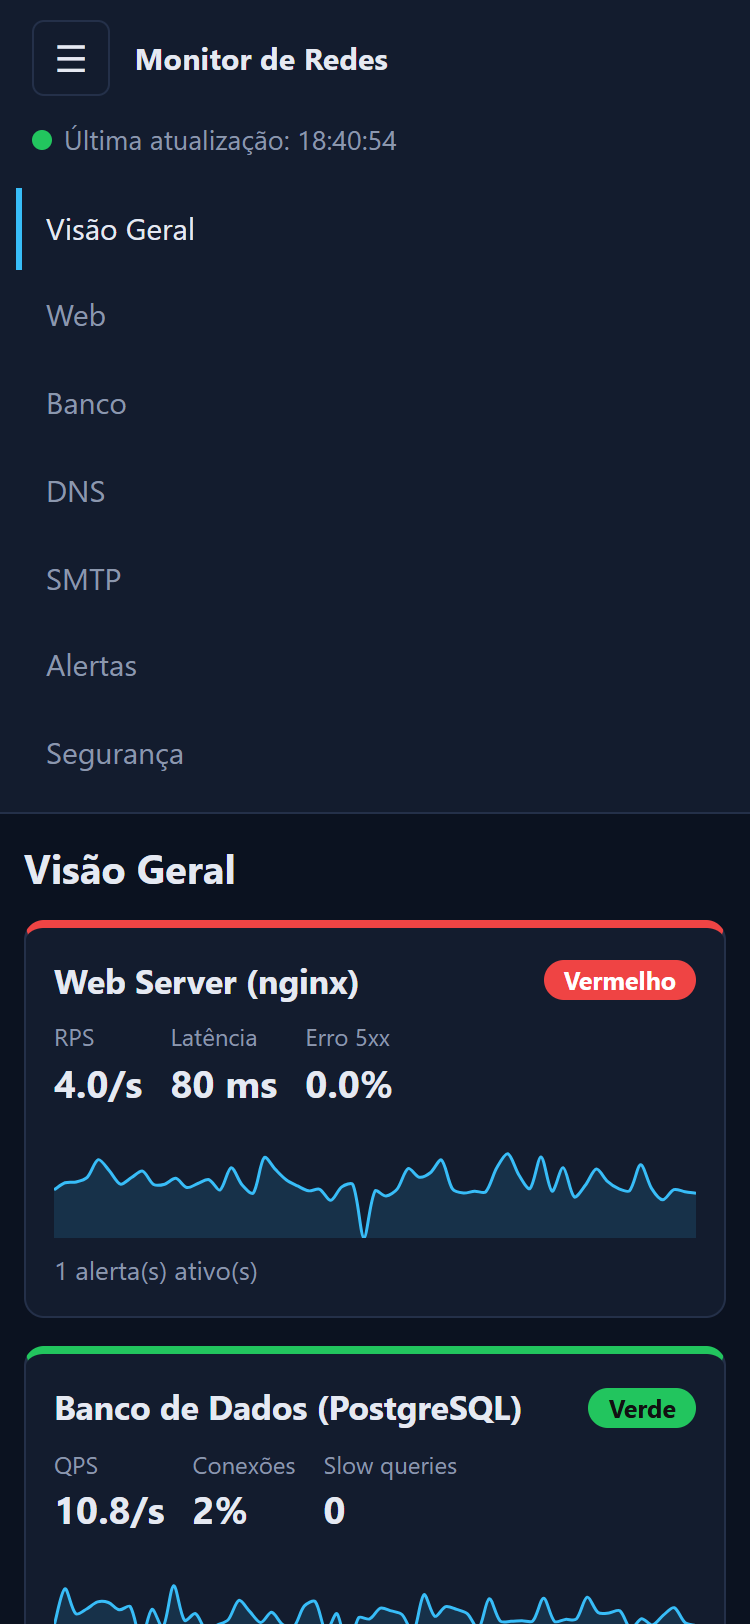 ☰ Monitor de Redes
Última atualização: 18:40:54
Visão Geral
Web
Banco
DNS
SMTP
Alertas
Segurança
Visão Geral
Web Server (nginx) Vermelho
RPS Latência Erro 5xx
4.0/s 80 ms 0.0%
1 alerta(s) ativo(s)
Banco de Dados (PostgreSQL) Verde
QPS Conexões Slow queries
10.8/s 2% 0